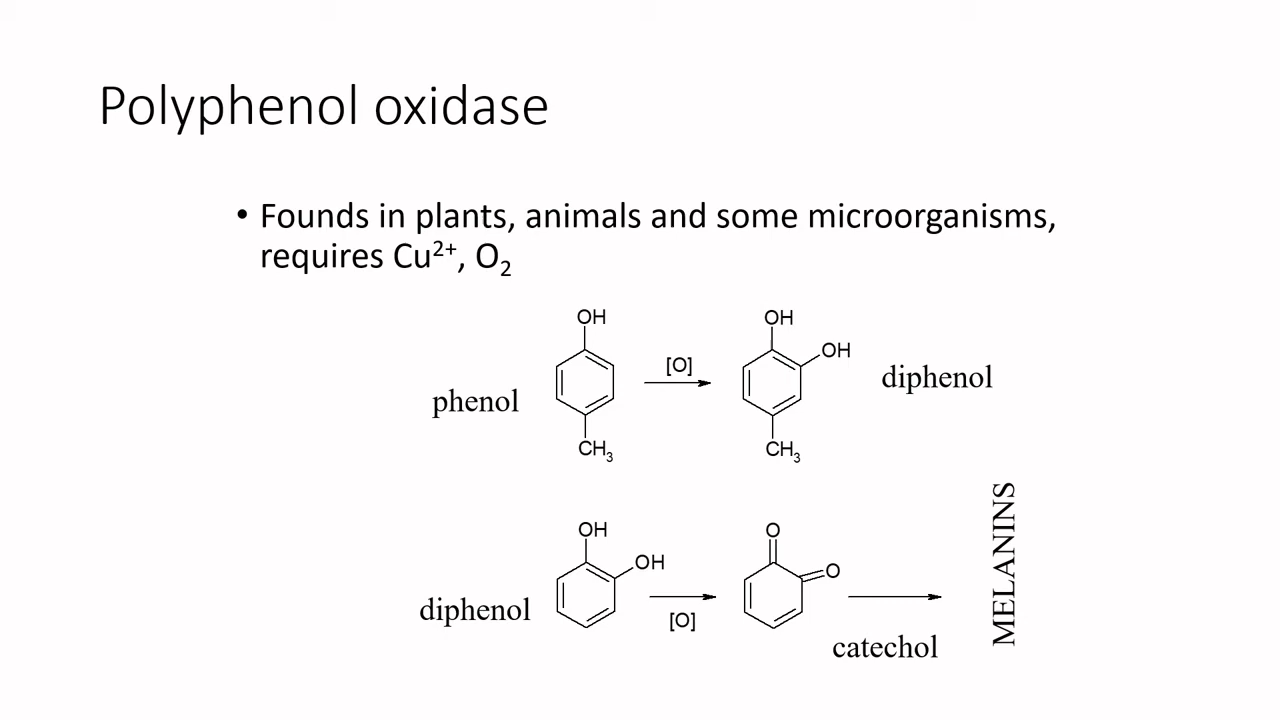 Polyphenol oxidase
• Founds in plants, animals and some microorganisms,
requires Cu²⁺, O₂
OH
OH
[O]
OH
phenol
diphenol
CH₃
CH₃
MELANINS
OH
O
OH
O
diphenol
[O]
catechol